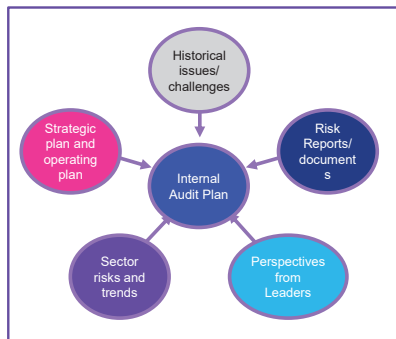 Historical
issues/
challenges
Strategic
plan and
operating
plan
Risk
Reports/
document
s
Internal
Audit Plan
Sector
risks and
trends
Perspectives
from
Leaders